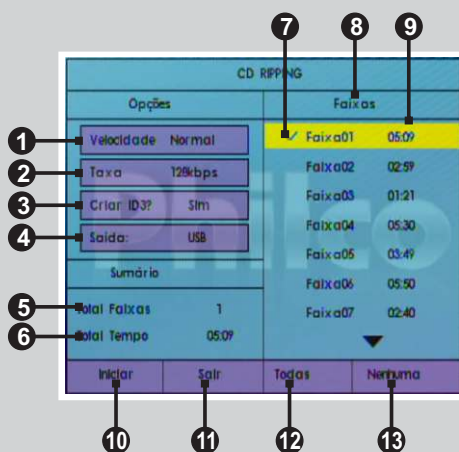 7 8 9
CD RIPPING
Opções
Faixas
1 Velocidade Normal
2 Taxa 128kbps
3 Criar ID3? Sim
4 Saída: USB
Sumário
5 Total Faixas 1
6 Total Tempo 05:09
✓ Faixa01 05:09
Faixa02 02:59
Faixa03 01:21
Faixa04 05:30
Faixa05 03:49
Faixa06 05:50
Faixa07 02:40
Philco
Iniciar Sair Todas Nenhuma
10 11 12 13